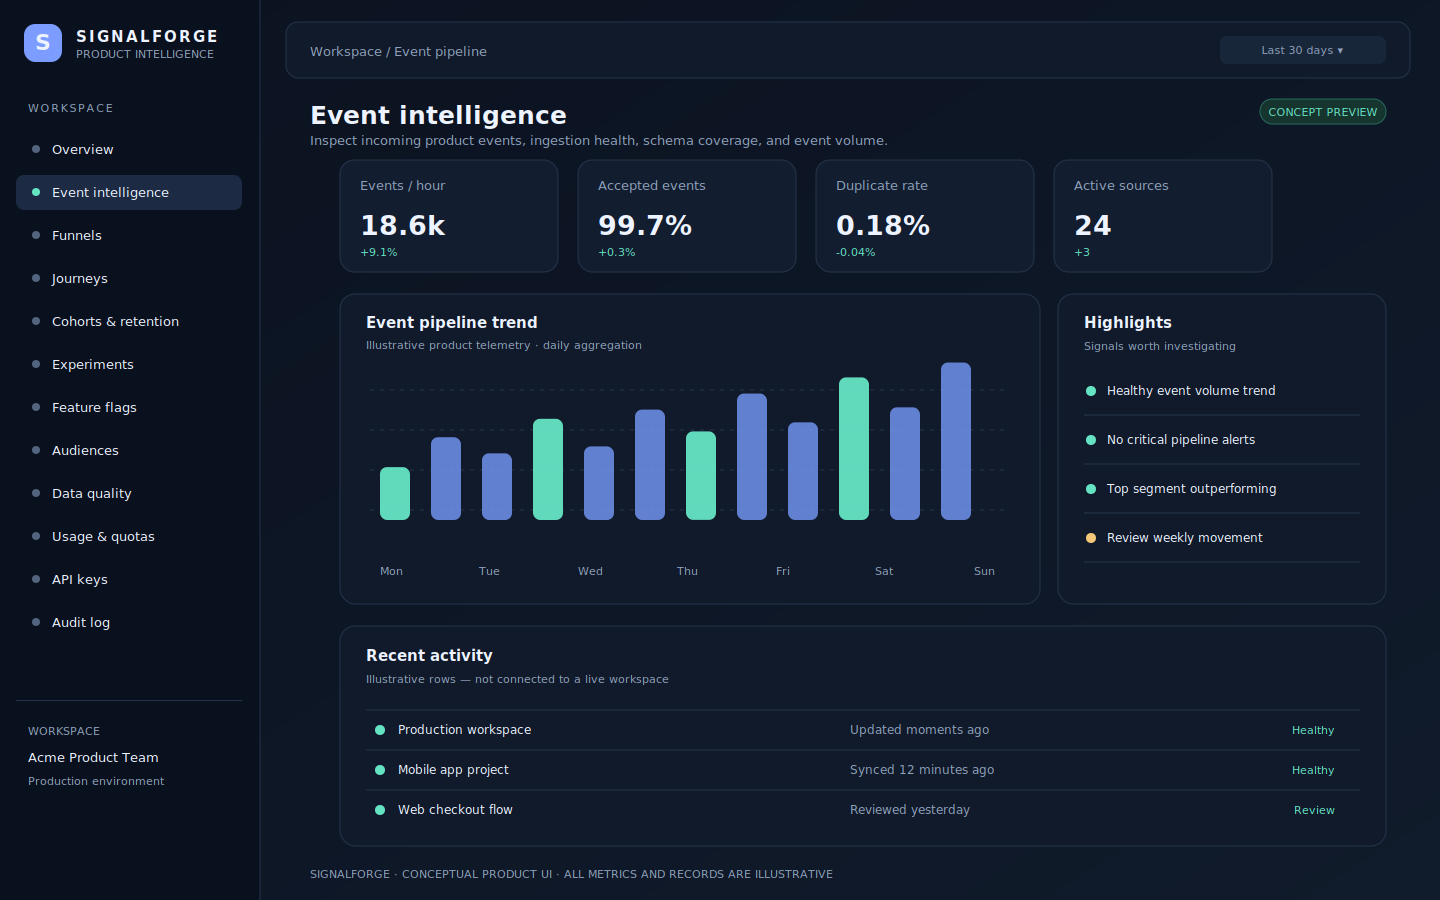 S
SIGNALFORGE
PRODUCT INTELLIGENCE
WORKSPACE
Overview
Event intelligence
Funnels
Journeys
Cohorts & retention
Experiments
Feature flags
Audiences
Data quality
Usage & quotas
API keys
Audit log
WORKSPACE
Acme Product Team
Production environment
Workspace / Event pipeline
Last 30 days ▾
Event intelligence
CONCEPT PREVIEW
Inspect incoming product events, ingestion health, schema coverage, and event volume.
Events / hour
18.6k
+9.1%
Accepted events
99.7%
+0.3%
Duplicate rate
0.18%
-0.04%
Active sources
24
+3
Event pipeline trend
Illustrative product telemetry · daily aggregation
Mon Tue Wed Thu Fri Sat Sun
Highlights
Signals worth investigating
Healthy event volume trend
No critical pipeline alerts
Top segment outperforming
Review weekly movement
Recent activity
Illustrative rows — not connected to a live workspace
Production workspace Updated moments ago Healthy
Mobile app project Synced 12 minutes ago Healthy
Web checkout flow Reviewed yesterday Review
SIGNALFORGE · CONCEPTUAL PRODUCT UI · ALL METRICS AND RECORDS ARE ILLUSTRATIVE